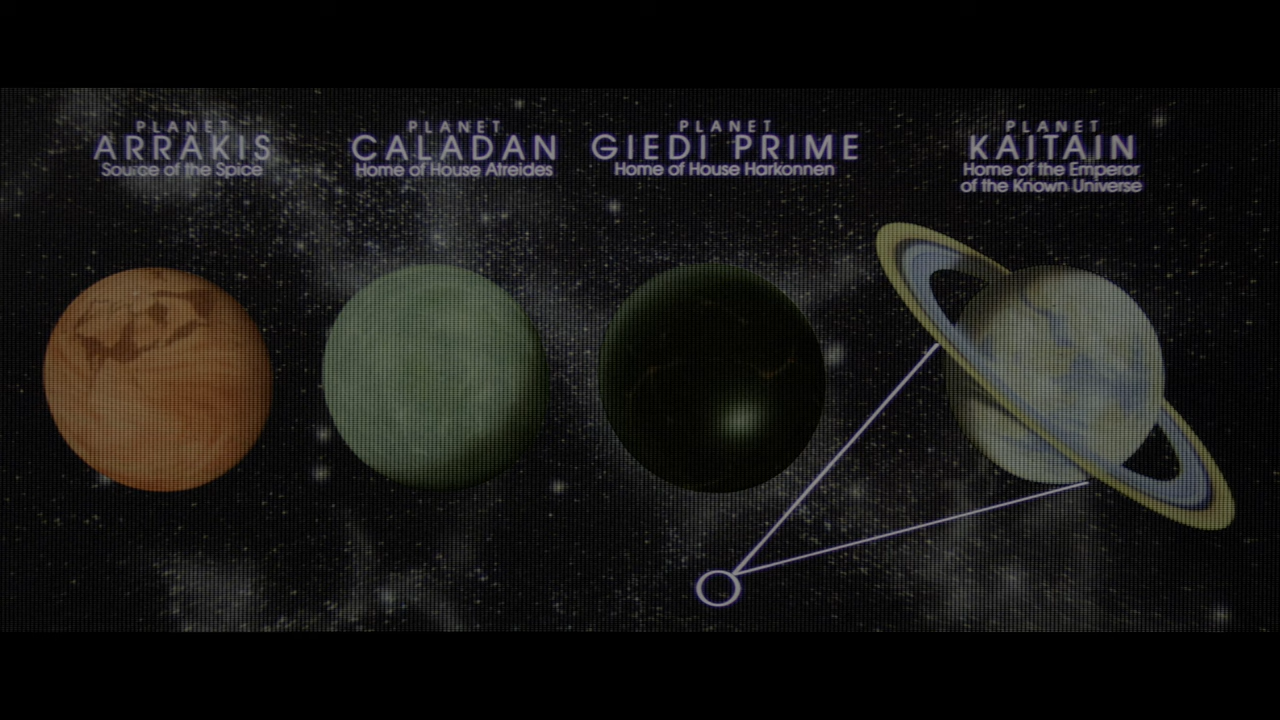 PLANET
ARRAKIS
Source of the Spice
PLANET
CALADAN
Home of House Atreides
PLANET
GIEDI PRIME
Home of House Harkonnen
PLANET
KAITAIN
Home of the Emperor
of the Known Universe